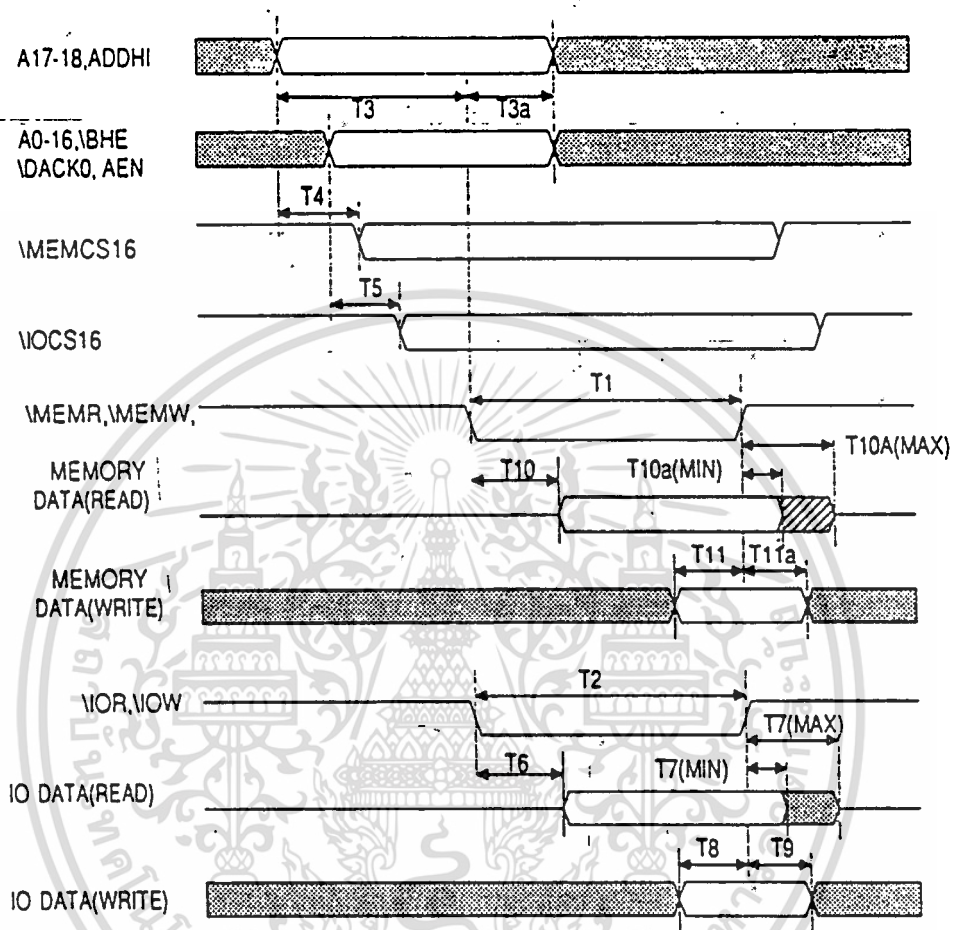 A17-18,ADDHI
T3 T3a
A0-16,\BHE
\DACK0, AEN
T4
\MEMCS16
T5
\IOCS16
T1
\MEMR,\MEMW,
T10A(MAX)
MEMORY
DATA(READ)
T10 T10a(MIN)
MEMORY
DATA(WRITE)
T11 T11a
\IOR,\IOW
T2
T7(MAX)
T6 T7(MIN)
IO DATA(READ)
T8 T9
IO DATA(WRITE)